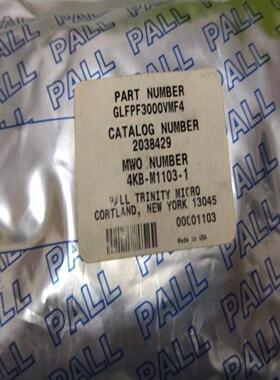 PALL
PALL
PALL
PART NUMBER
GLFPF3000VMF4
CATALOG NUMBER
2038429
MWO NUMBER
4KB-M1103-1
PALL TRINITY MICRO
CORTLAND, NEW YORK 13045
00001103
Made in USA
PALL
PALL
PALL
PALL